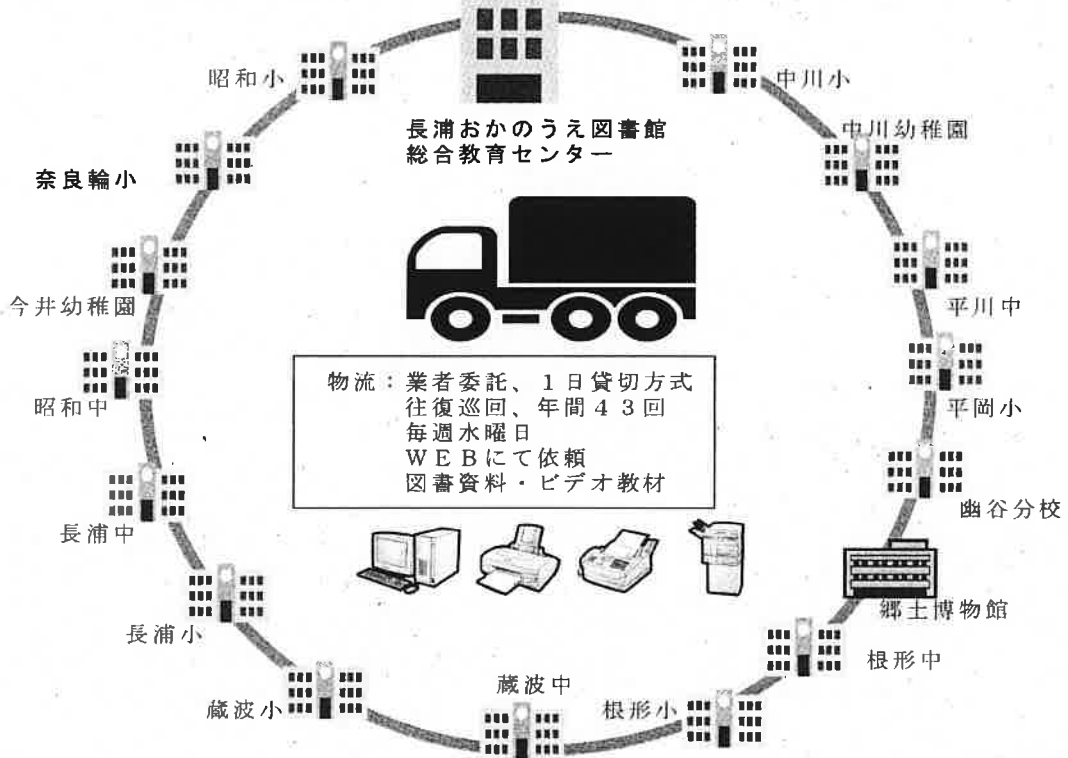 昭和小
中川小
長浦おかのうえ図書館
総合教育センター
中川幼稚園
奈良輪小
今井幼稚園
平川中
物流：業者委託、１日貸切方式
往復巡回、年間４３回
毎週水曜日
ＷＥＢにて依頼
図書資料・ビデオ教材
昭和中
平岡小
長浦中
幽谷分校
郷土博物館
長浦小
根形中
蔵波小
蔵波中
根形小